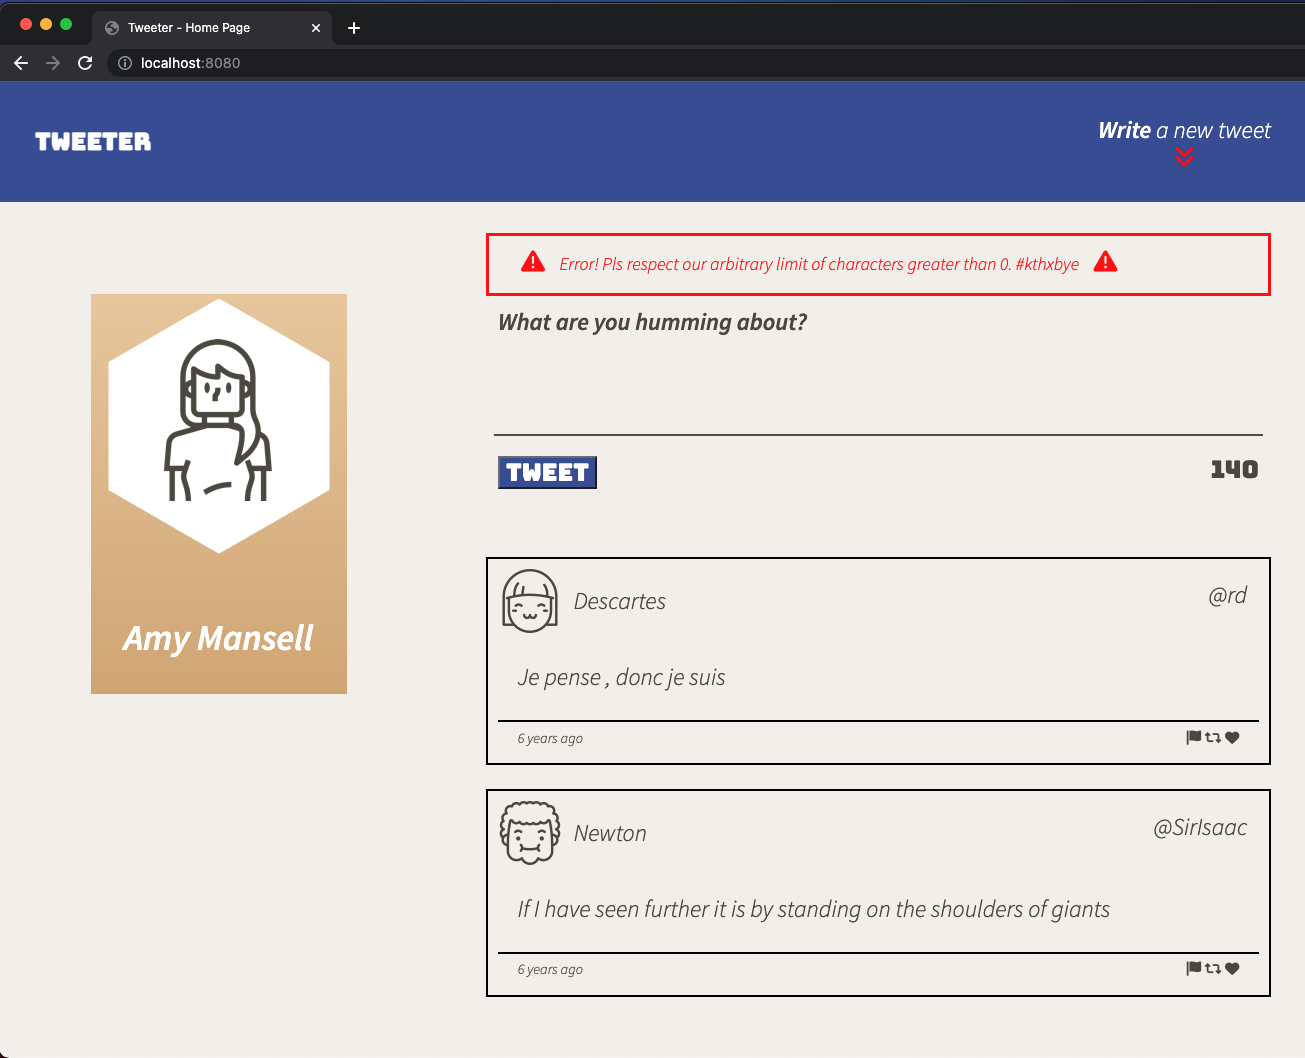 Tweeter - Home Page
localhost:8080
TWEETER
Write a new tweet
Error! Pls respect our arbitrary limit of characters greater than 0. #kthxbye
What are you humming about?
TWEET
140
Amy Mansell
Descartes
@rd
Je pense , donc je suis
6 years ago
Newton
@SirIsaac
If I have seen further it is by standing on the shoulders of giants
6 years ago